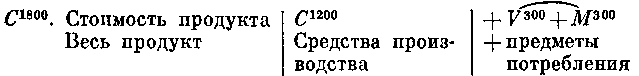 C¹⁸⁰⁰. Стоимость продукта | C¹²⁰⁰ | + V³⁰⁰ + M³⁰⁰
Весь продукт | Средства произ- | + предметы
водства | потребления